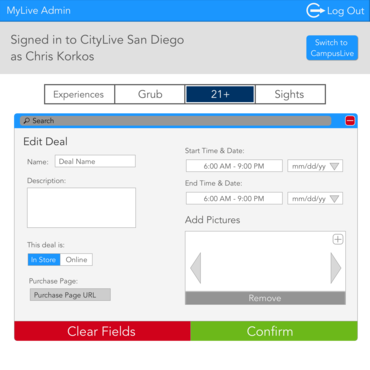 MyLive Admin
Log Out
Signed in to CityLive San Diego
as Chris Korkos
Switch to
CampusLive
Experiences
Grub
21+
Sights
Search
Edit Deal
Name:
Deal Name
Description:
This deal is:
In Store
Online
Purchase Page:
Purchase Page URL
Start Time & Date:
6:00 AM - 9:00 PM
mm/dd/yy
End Time & Date:
6:00 AM - 9:00 PM
mm/dd/yy
Add Pictures
Remove
Clear Fields
Confirm